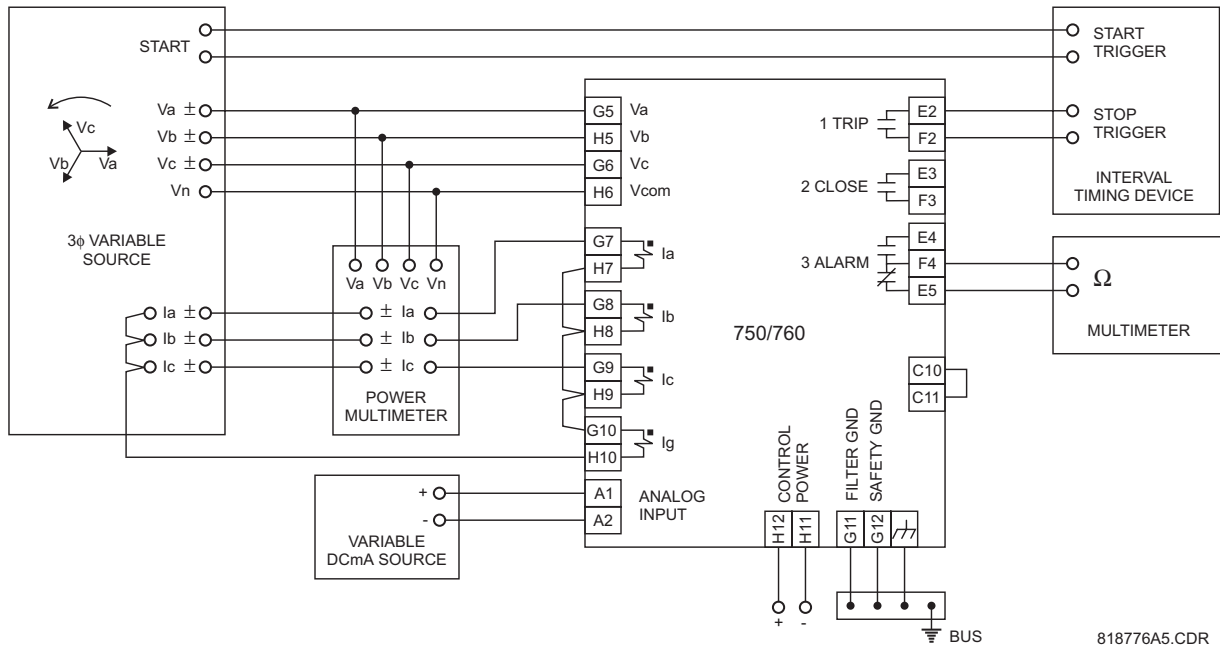 START
Va ±
Vb ±
Vc ±
Vn
Vc
Vb
Va
3ϕ VARIABLE
SOURCE
Ia ±
Ib ±
Ic ±
Va Vb Vc Vn
± Ia
± Ib
± Ic
POWER
MULTIMETER
+
-
VARIABLE
DCmA SOURCE
G5 Va
H5 Vb
G6 Vc
H6 Vcom
G7
H7
Ia
G8
H8
Ib
G9
H9
Ic
G10
H10
Ig
A1
A2
ANALOG
INPUT
750/760
1 TRIP
E2
F2
2 CLOSE
E3
F3
3 ALARM
E4
F4
E5
C10
C11
CONTROL
POWER
FILTER GND
SAFETY GND
H12
H11
G11
G12
+
-
BUS
START
TRIGGER
STOP
TRIGGER
INTERVAL
TIMING DEVICE
Ω
MULTIMETER
818776A5.CDR